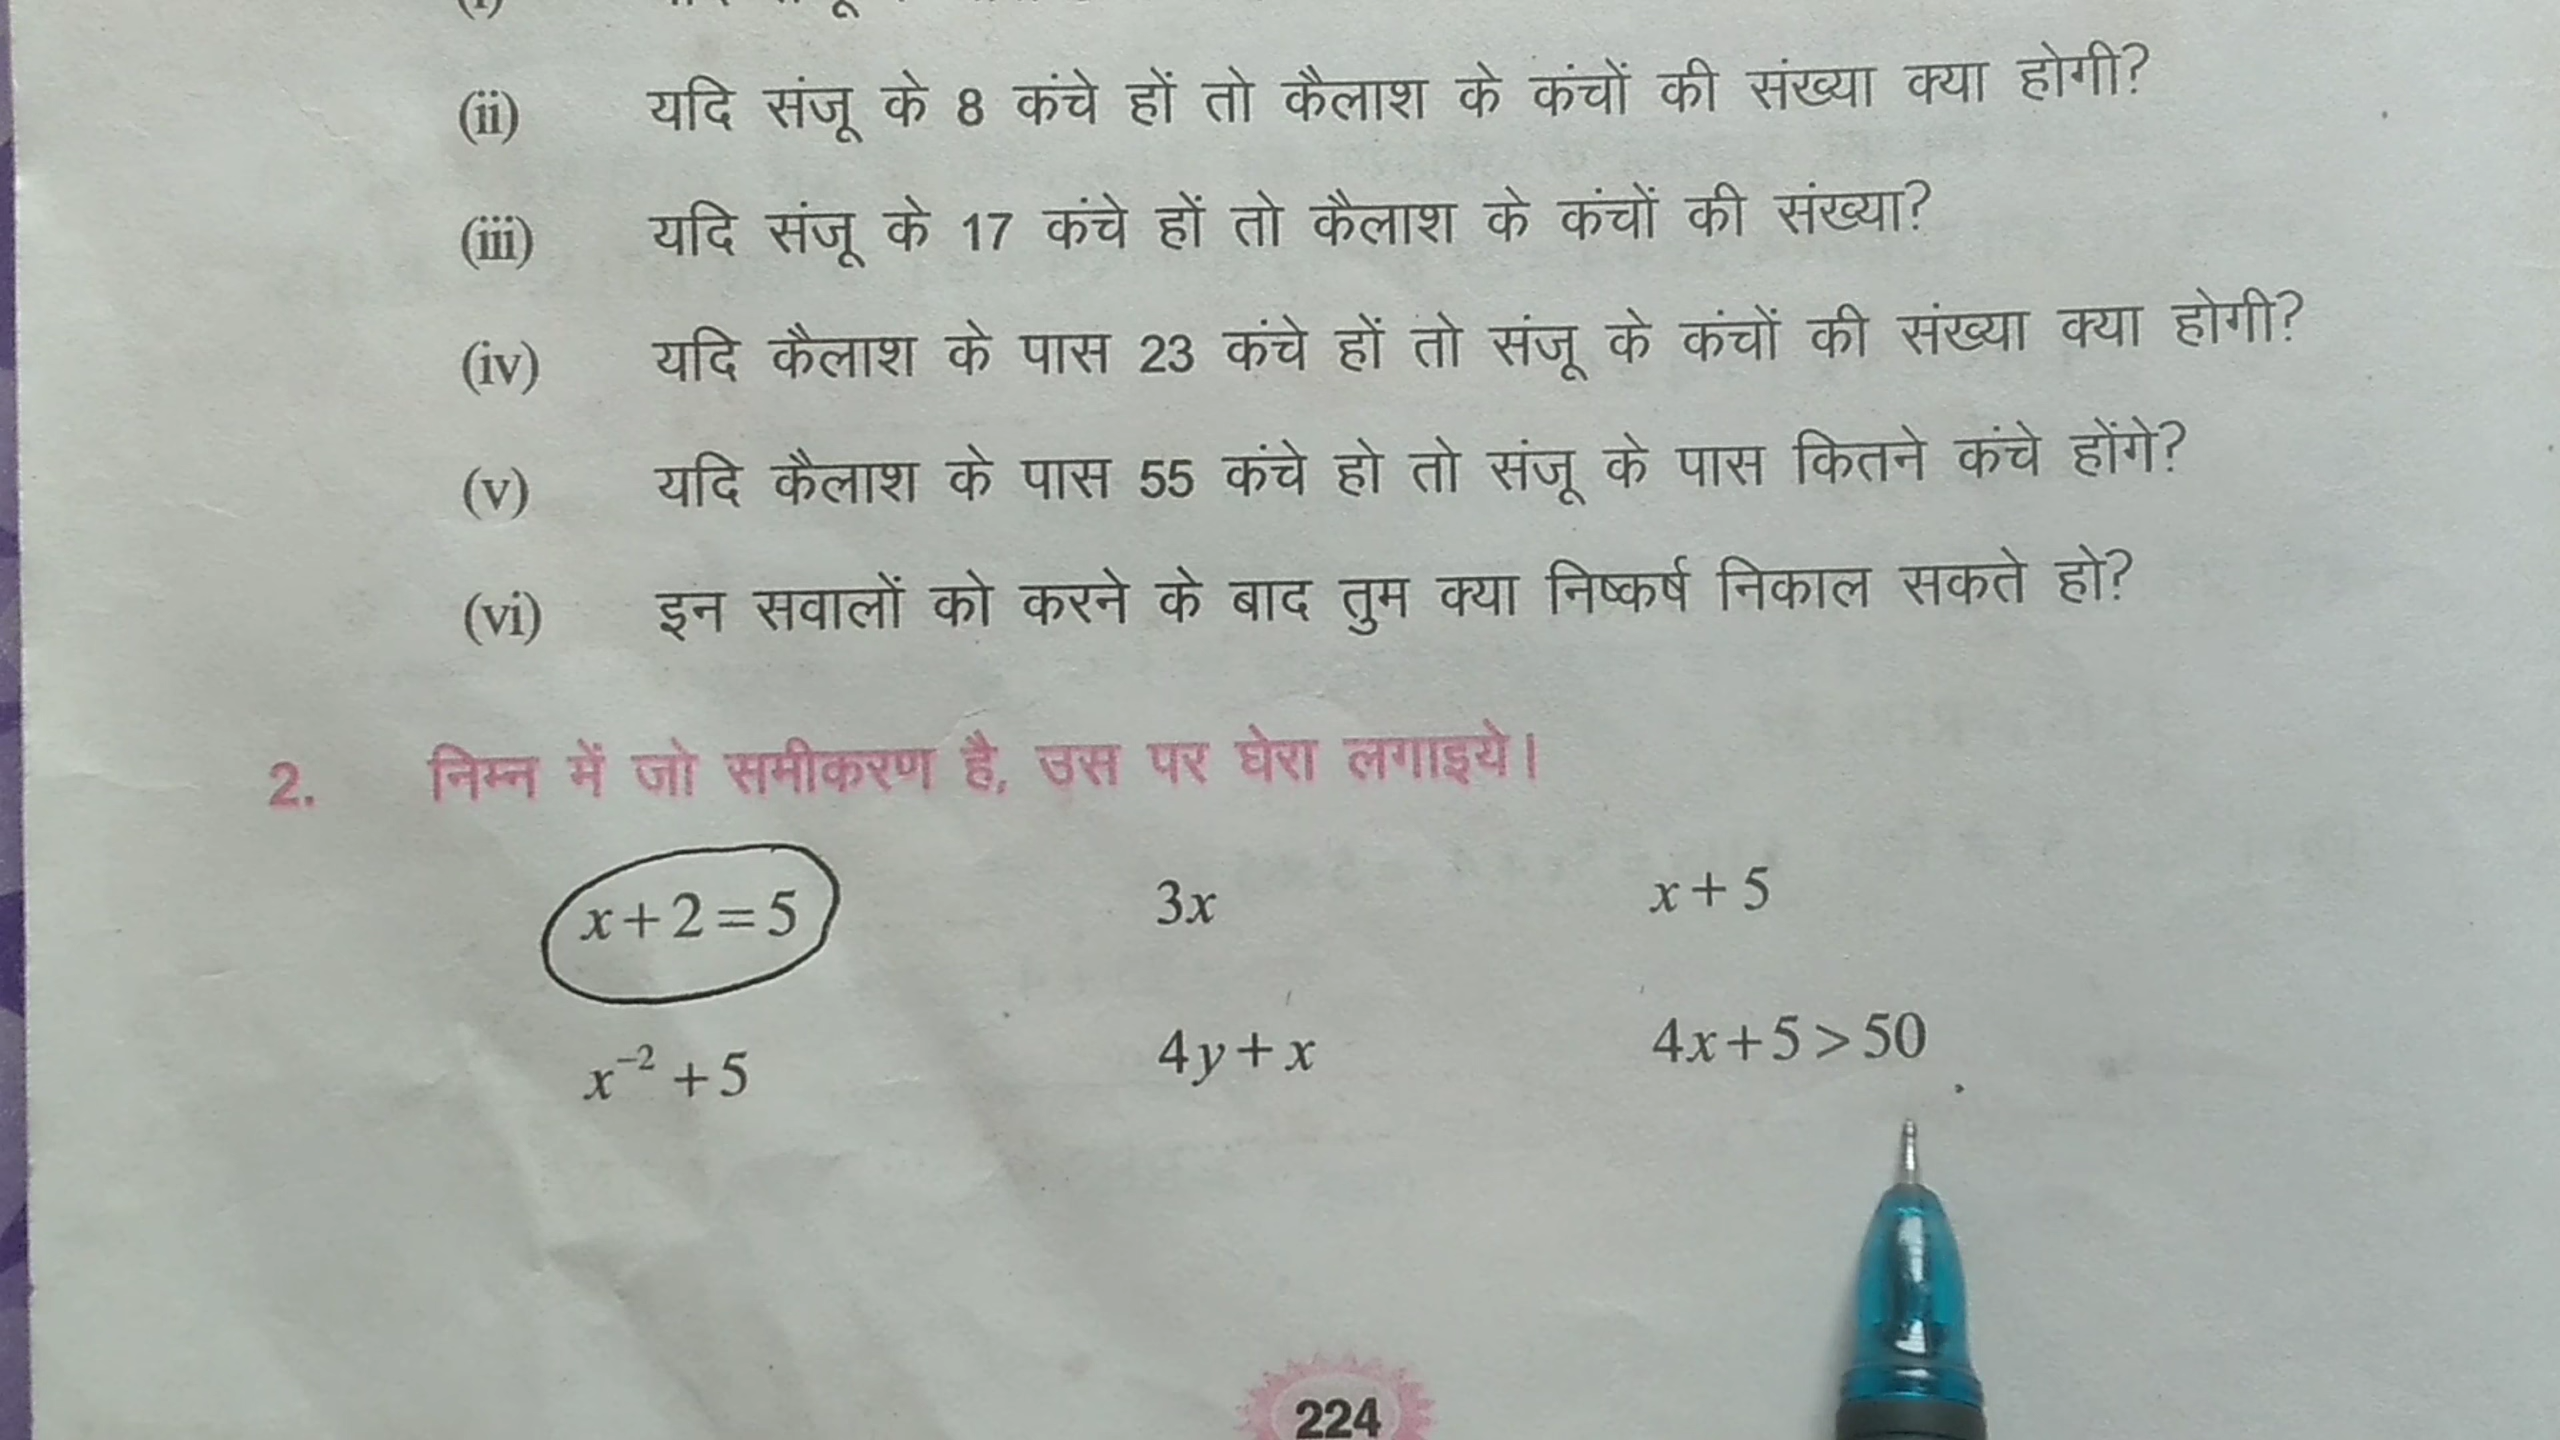 (ii) यदि संजू के 8 कंचे हों तो कैलाश के कंचों की संख्या क्या होगी?
(iii) यदि संजू के 17 कंचे हों तो कैलाश के कंचों की संख्या?
(iv) यदि कैलाश के पास 23 कंचे हों तो संजू के कंचों की संख्या क्या होगी?
(v) यदि कैलाश के पास 55 कंचे हो तो संजू के पास कितने कंचे होंगे?
(vi) इन सवालों को करने के बाद तुम क्या निष्कर्ष निकाल सकते हो?
2. निम्न में जो समीकरण है, उस पर घेरा लगाइये।
x+2=5 3x x+5
x⁻²+5 4y+x 4x+5>50
224